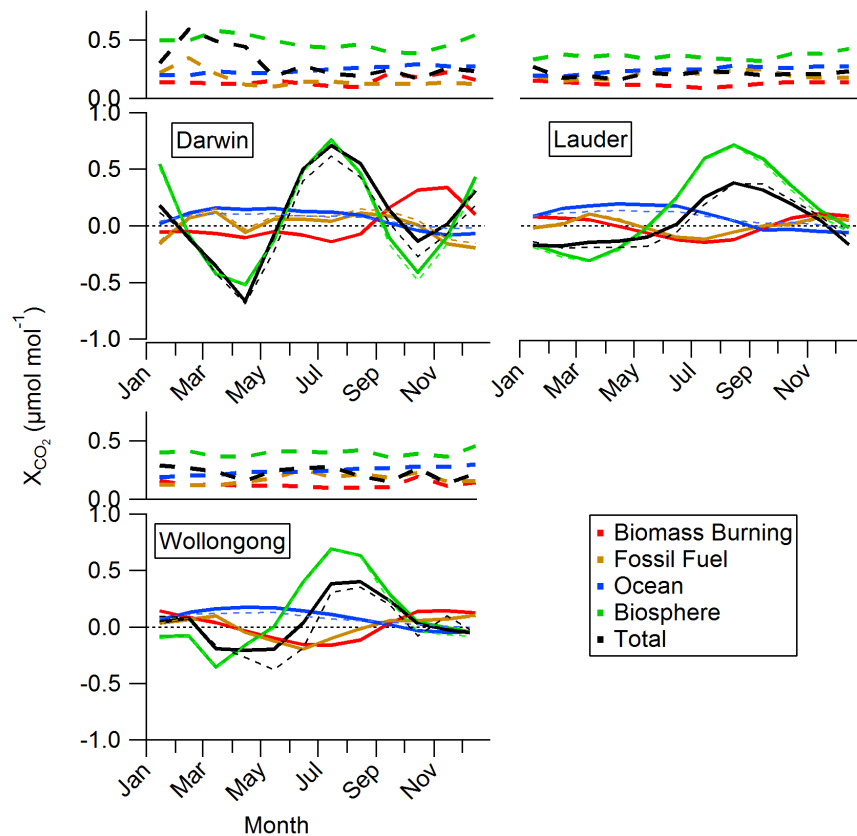 0.5
0.0
1.0
0.5
0.0
-0.5
-1.0
Darwin
Jan
Mar
May
Jul
Sep
Nov
0.0
Lauder
Jan
Mar
May
Jul
Sep
Nov
X_CO₂ (µmol mol⁻¹)
0.5
0.0
1.0
0.5
0.0
-0.5
-1.0
Wollongong
Jan
Mar
May
Jul
Sep
Nov
Month
Biomass Burning
Fossil Fuel
Ocean
Biosphere
Total